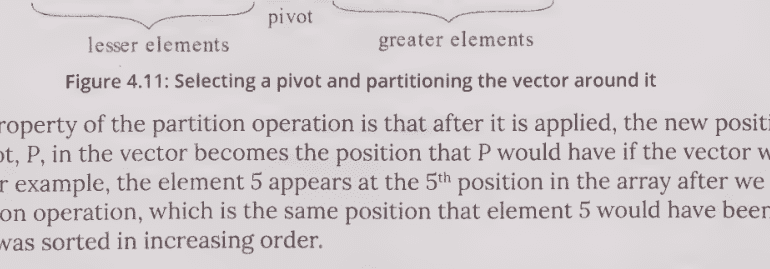 pivot
lesser elements
greater elements
Figure 4.11: Selecting a pivot and partitioning the vector around it
roperty of the partition operation is that after it is applied, the new positi
ot, P, in the vector becomes the position that P would have if the vector w
r example, the element 5 appears at the 5th position in the array after we
on operation, which is the same position that element 5 would have been
was sorted in increasing order.